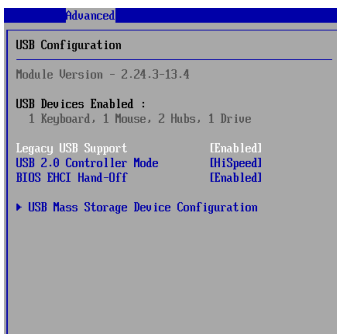 Advanced
USB Configuration
Module Version - 2.24.3-13.4
USB Devices Enabled :
1 Keyboard, 1 Mouse, 2 Hubs, 1 Drive
Legacy USB Support [Enabled]
USB 2.0 Controller Mode [HiSpeed]
BIOS EHCI Hand-Off [Enabled]
▶ USB Mass Storage Device Configuration